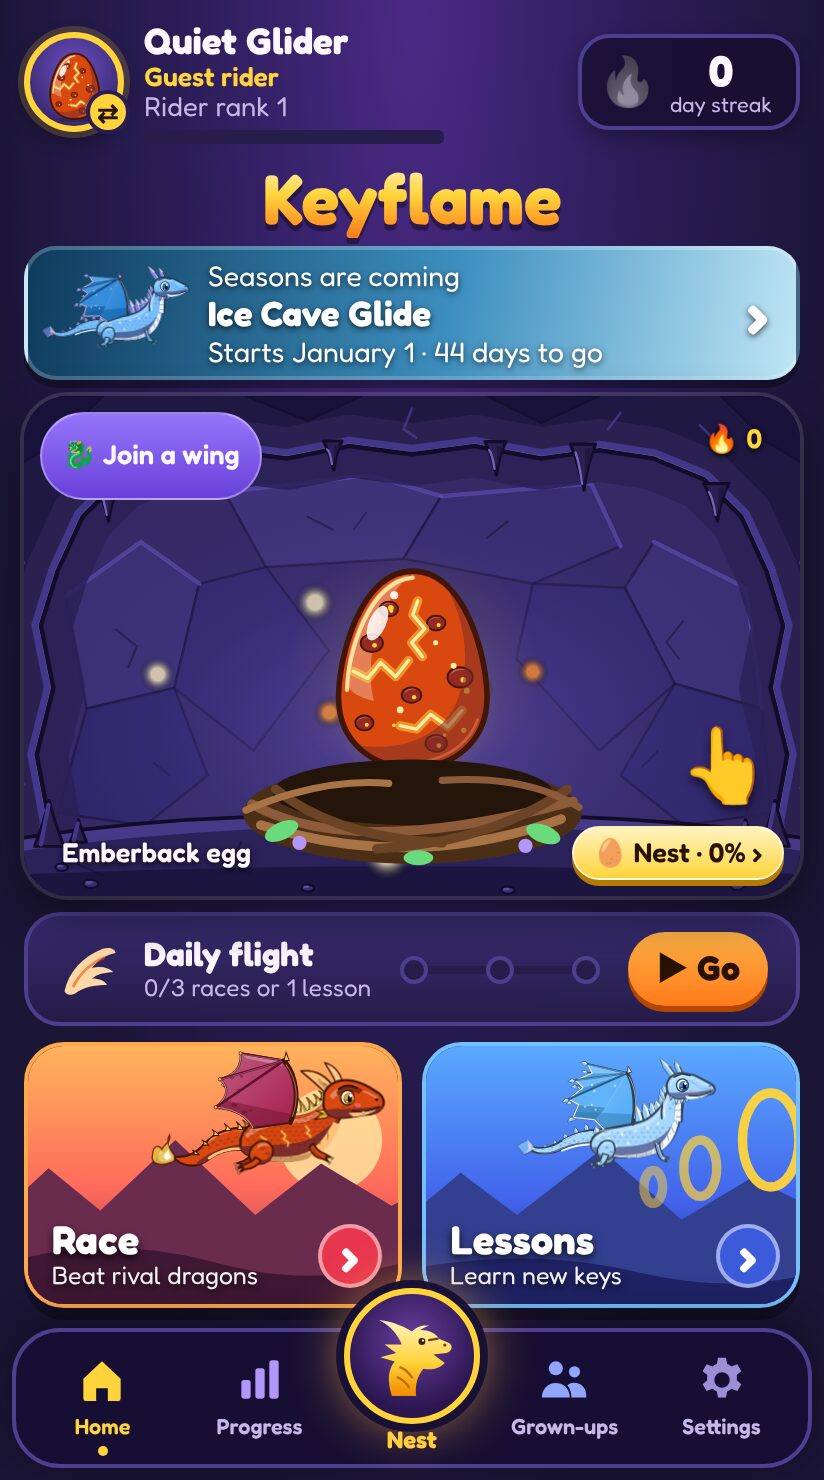 Quiet Glider
Guest rider
Rider rank 1
0
day streak
Keyflame
Seasons are coming
Ice Cave Glide
Starts January 1 · 44 days to go
Join a wing
0
Emberback egg
Nest · 0% ›
Daily flight
0/3 races or 1 lesson
Go
Race
Beat rival dragons
Lessons
Learn new keys
Home
Progress
Nest
Grown-ups
Settings